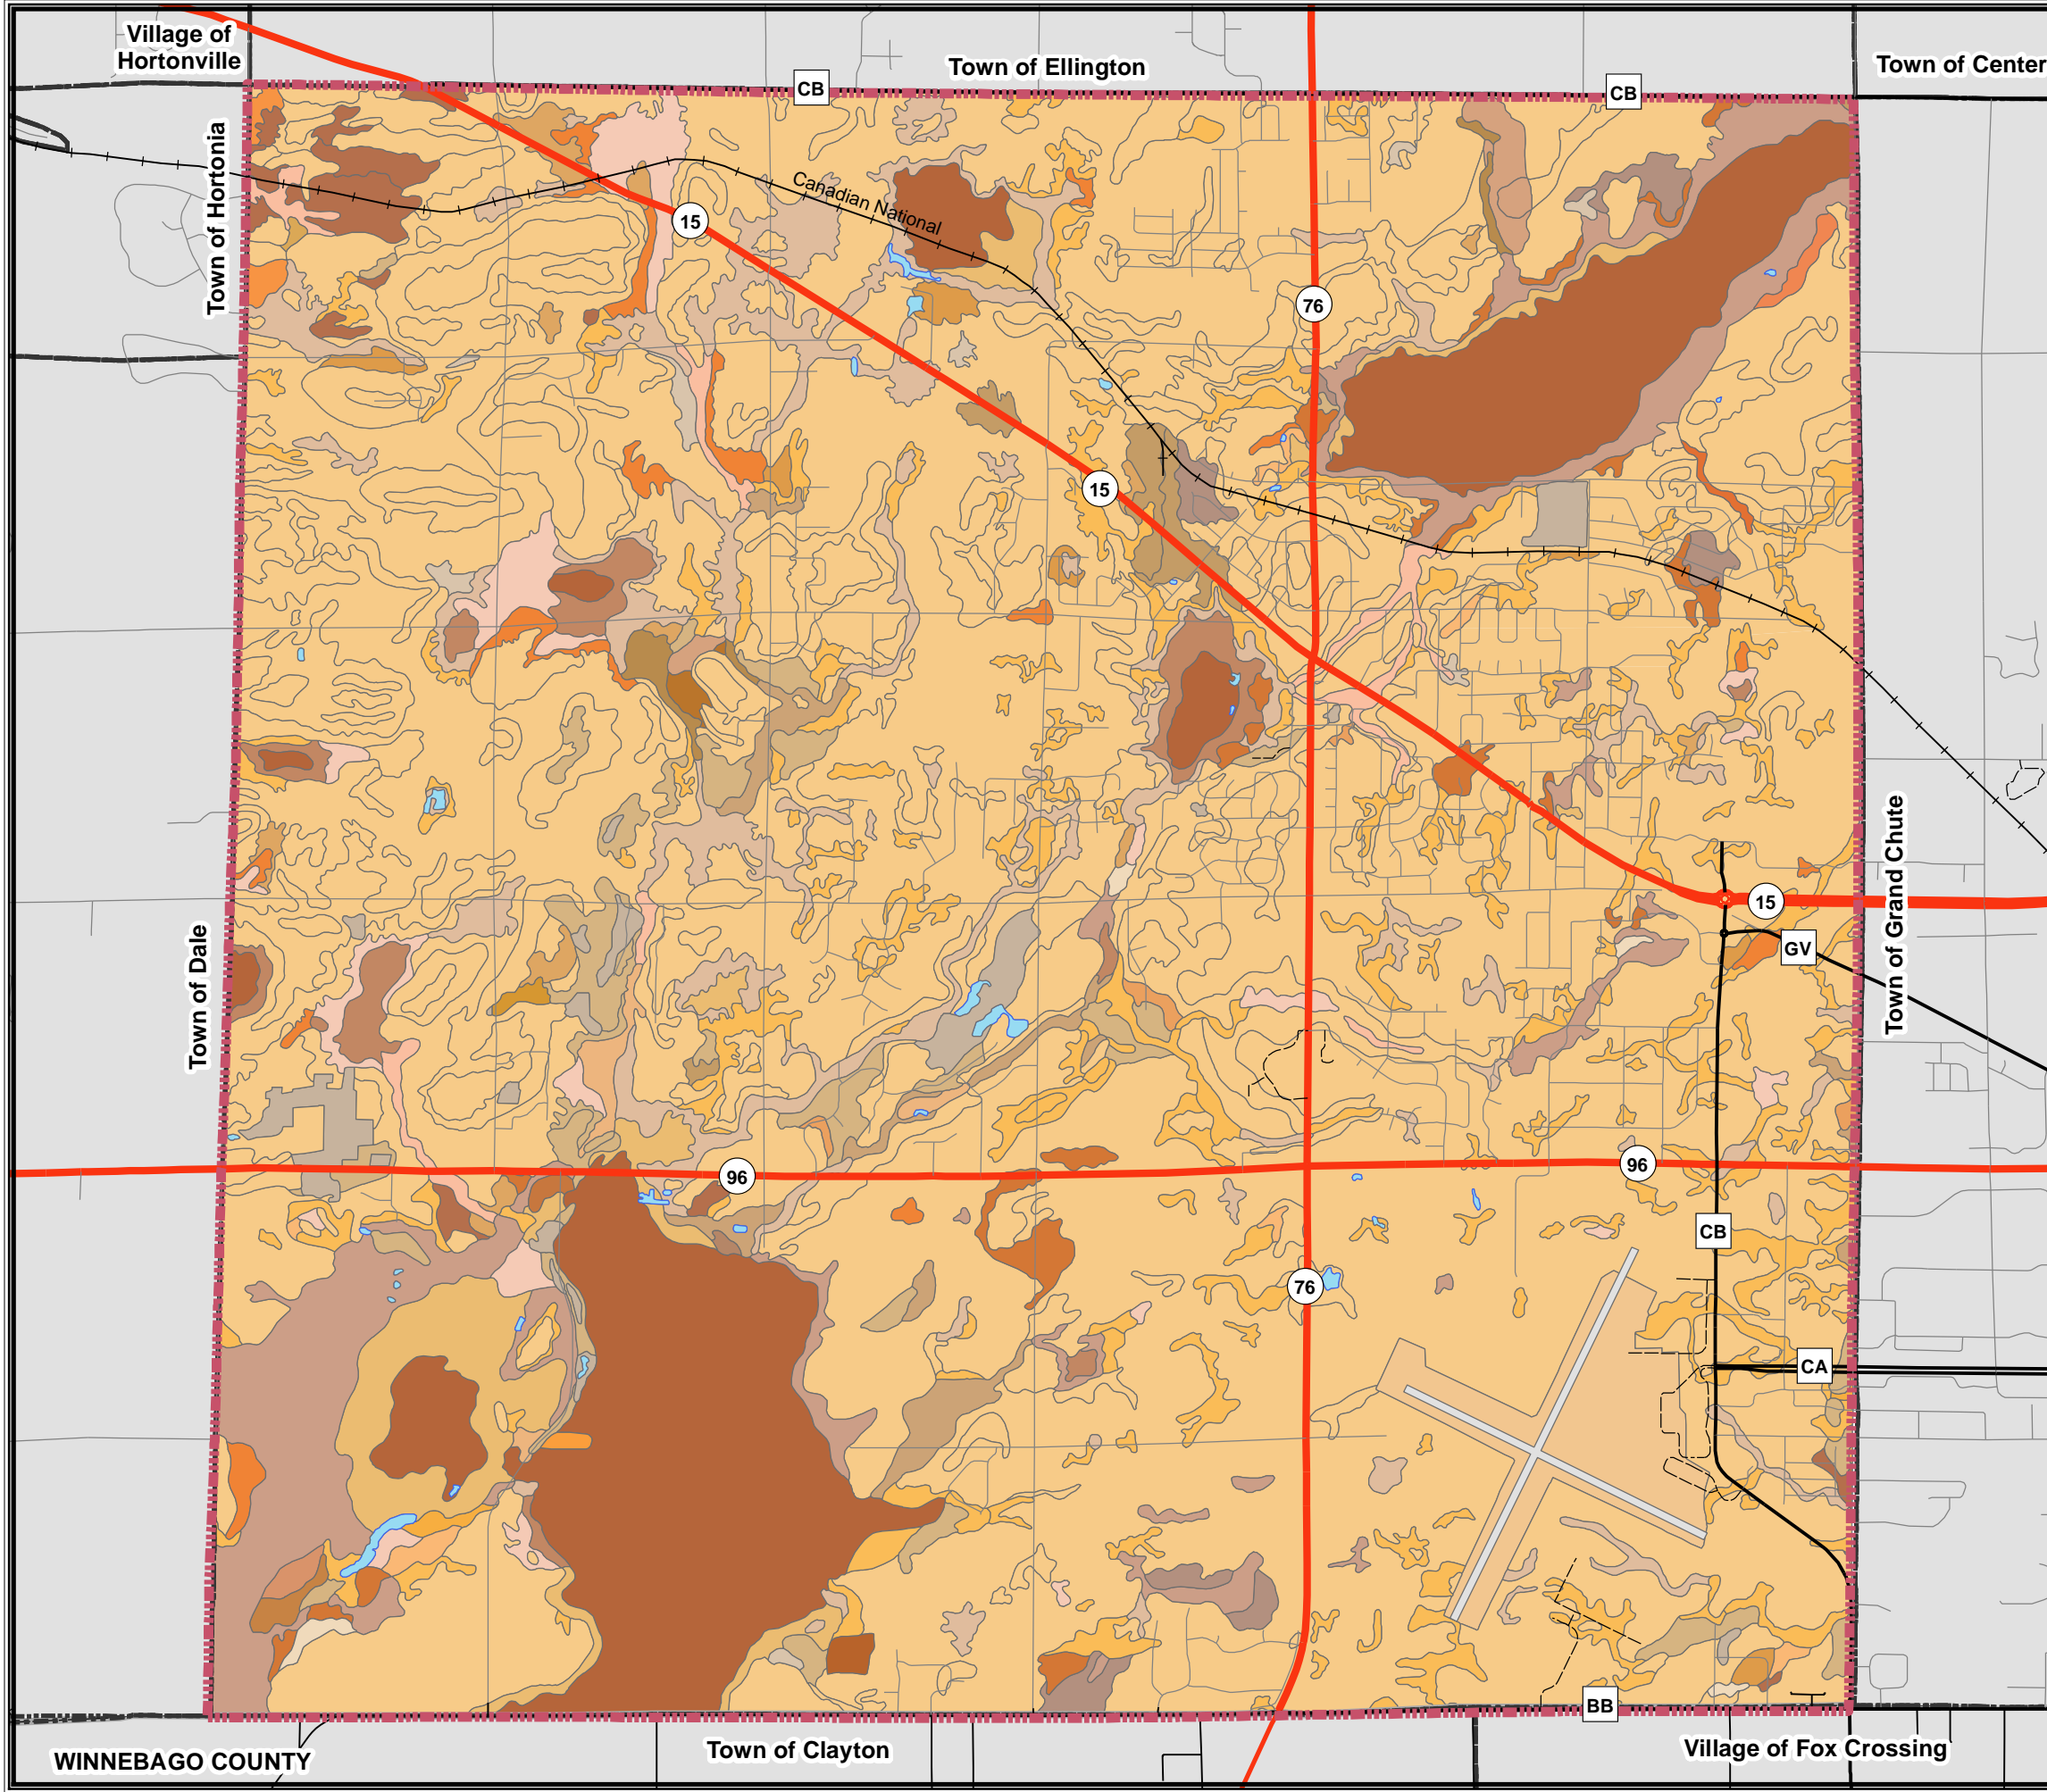 Village of
Hortonville
Town of Ellington
Town of Center
CB
CB
Town of Hortonia
Canadian National
15
76
15
15
GV
Town of Grand Chute
Town of Dale
96
96
CB
76
CA
BB
WINNEBAGO COUNTY
Town of Clayton
Village of Fox Crossing